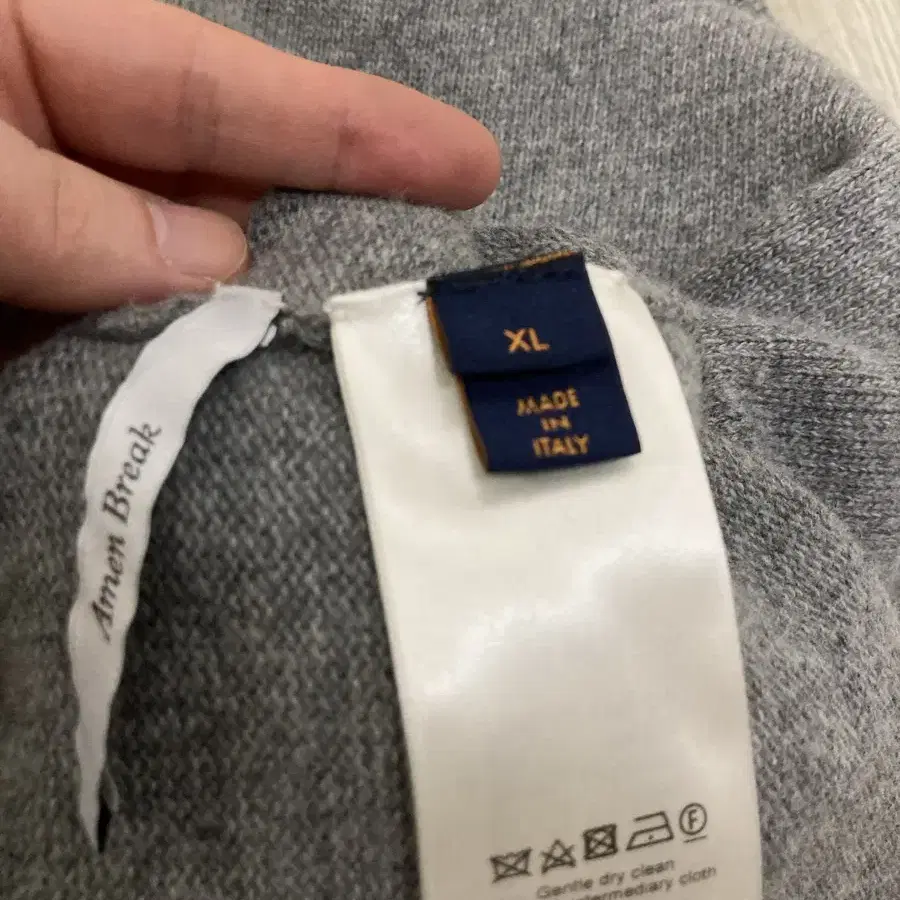 Amen Break
XL
MADE
IN
ITALY
F
Gentle dry clean
intermediary cloth